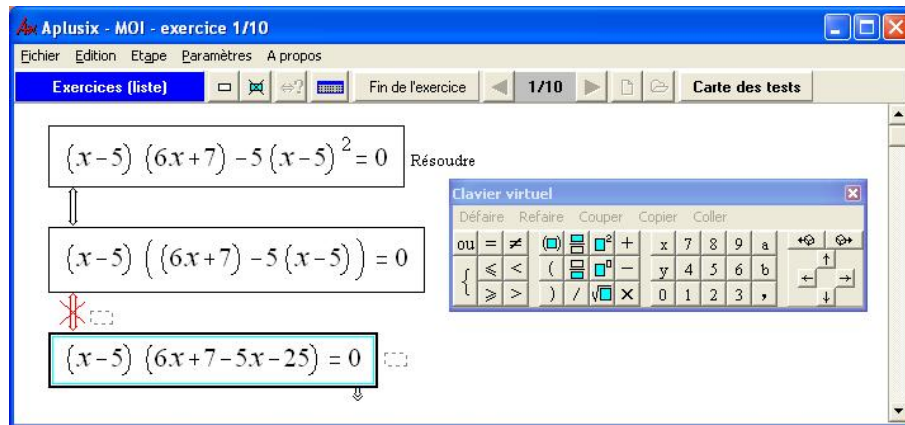 Aplusix - MOI - exercice 1/10
Fichier Edition Etape Paramètres A propos
Exercices (liste) ⇔? Fin de l'exercice 1/10 Carte des tests
(x-5) (6x+7) -5(x-5)² = 0 Résoudre
Clavier virtuel
Défaire Refaire Couper Copier Coller
ou = ≠ (□) □² + x 7 8 9 a
(x-5) ((6x+7) -5(x-5)) = 0
{ ⩽ < ( □□ − y 4 5 6 b ← ↑ →
⩾ > ) / √□ × 0 1 2 3 , ↓
(x-5) (6x+7-5x-25) = 0